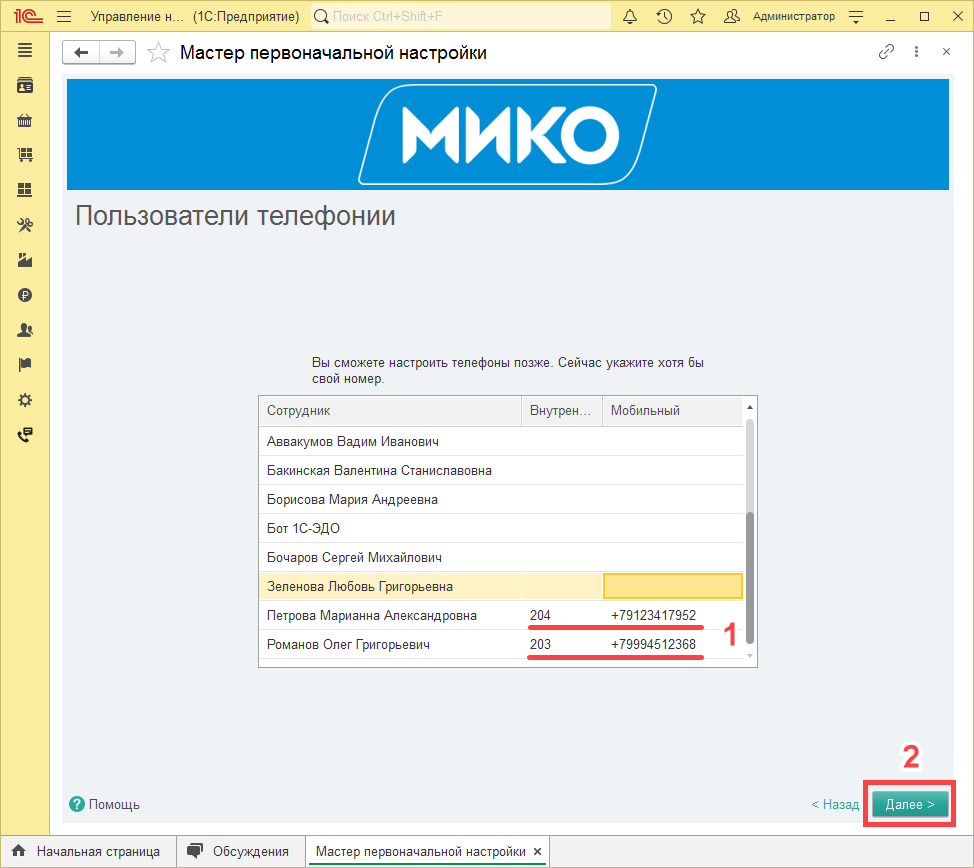 1С Управление н... (1С:Предприятие) Поиск Ctrl+Shift+F Администратор
Мастер первоначальной настройки
МИКО
Пользователи телефонии
Вы сможете настроить телефоны позже. Сейчас укажите хотя бы
свой номер.
Сотрудник Внутрен... Мобильный
Аввакумов Вадим Иванович
Бакинская Валентина Станиславовна
Борисова Мария Андреевна
Бот 1С-ЭДО
Бочаров Сергей Михайлович
Зеленова Любовь Григорьевна
Петрова Марианна Александровна 204 +79123417952
1
Романов Олег Григорьевич 203 +79994512368
2
? Помощь < Назад Далее >
Начальная страница Обсуждения Мастер первоначальной настройки